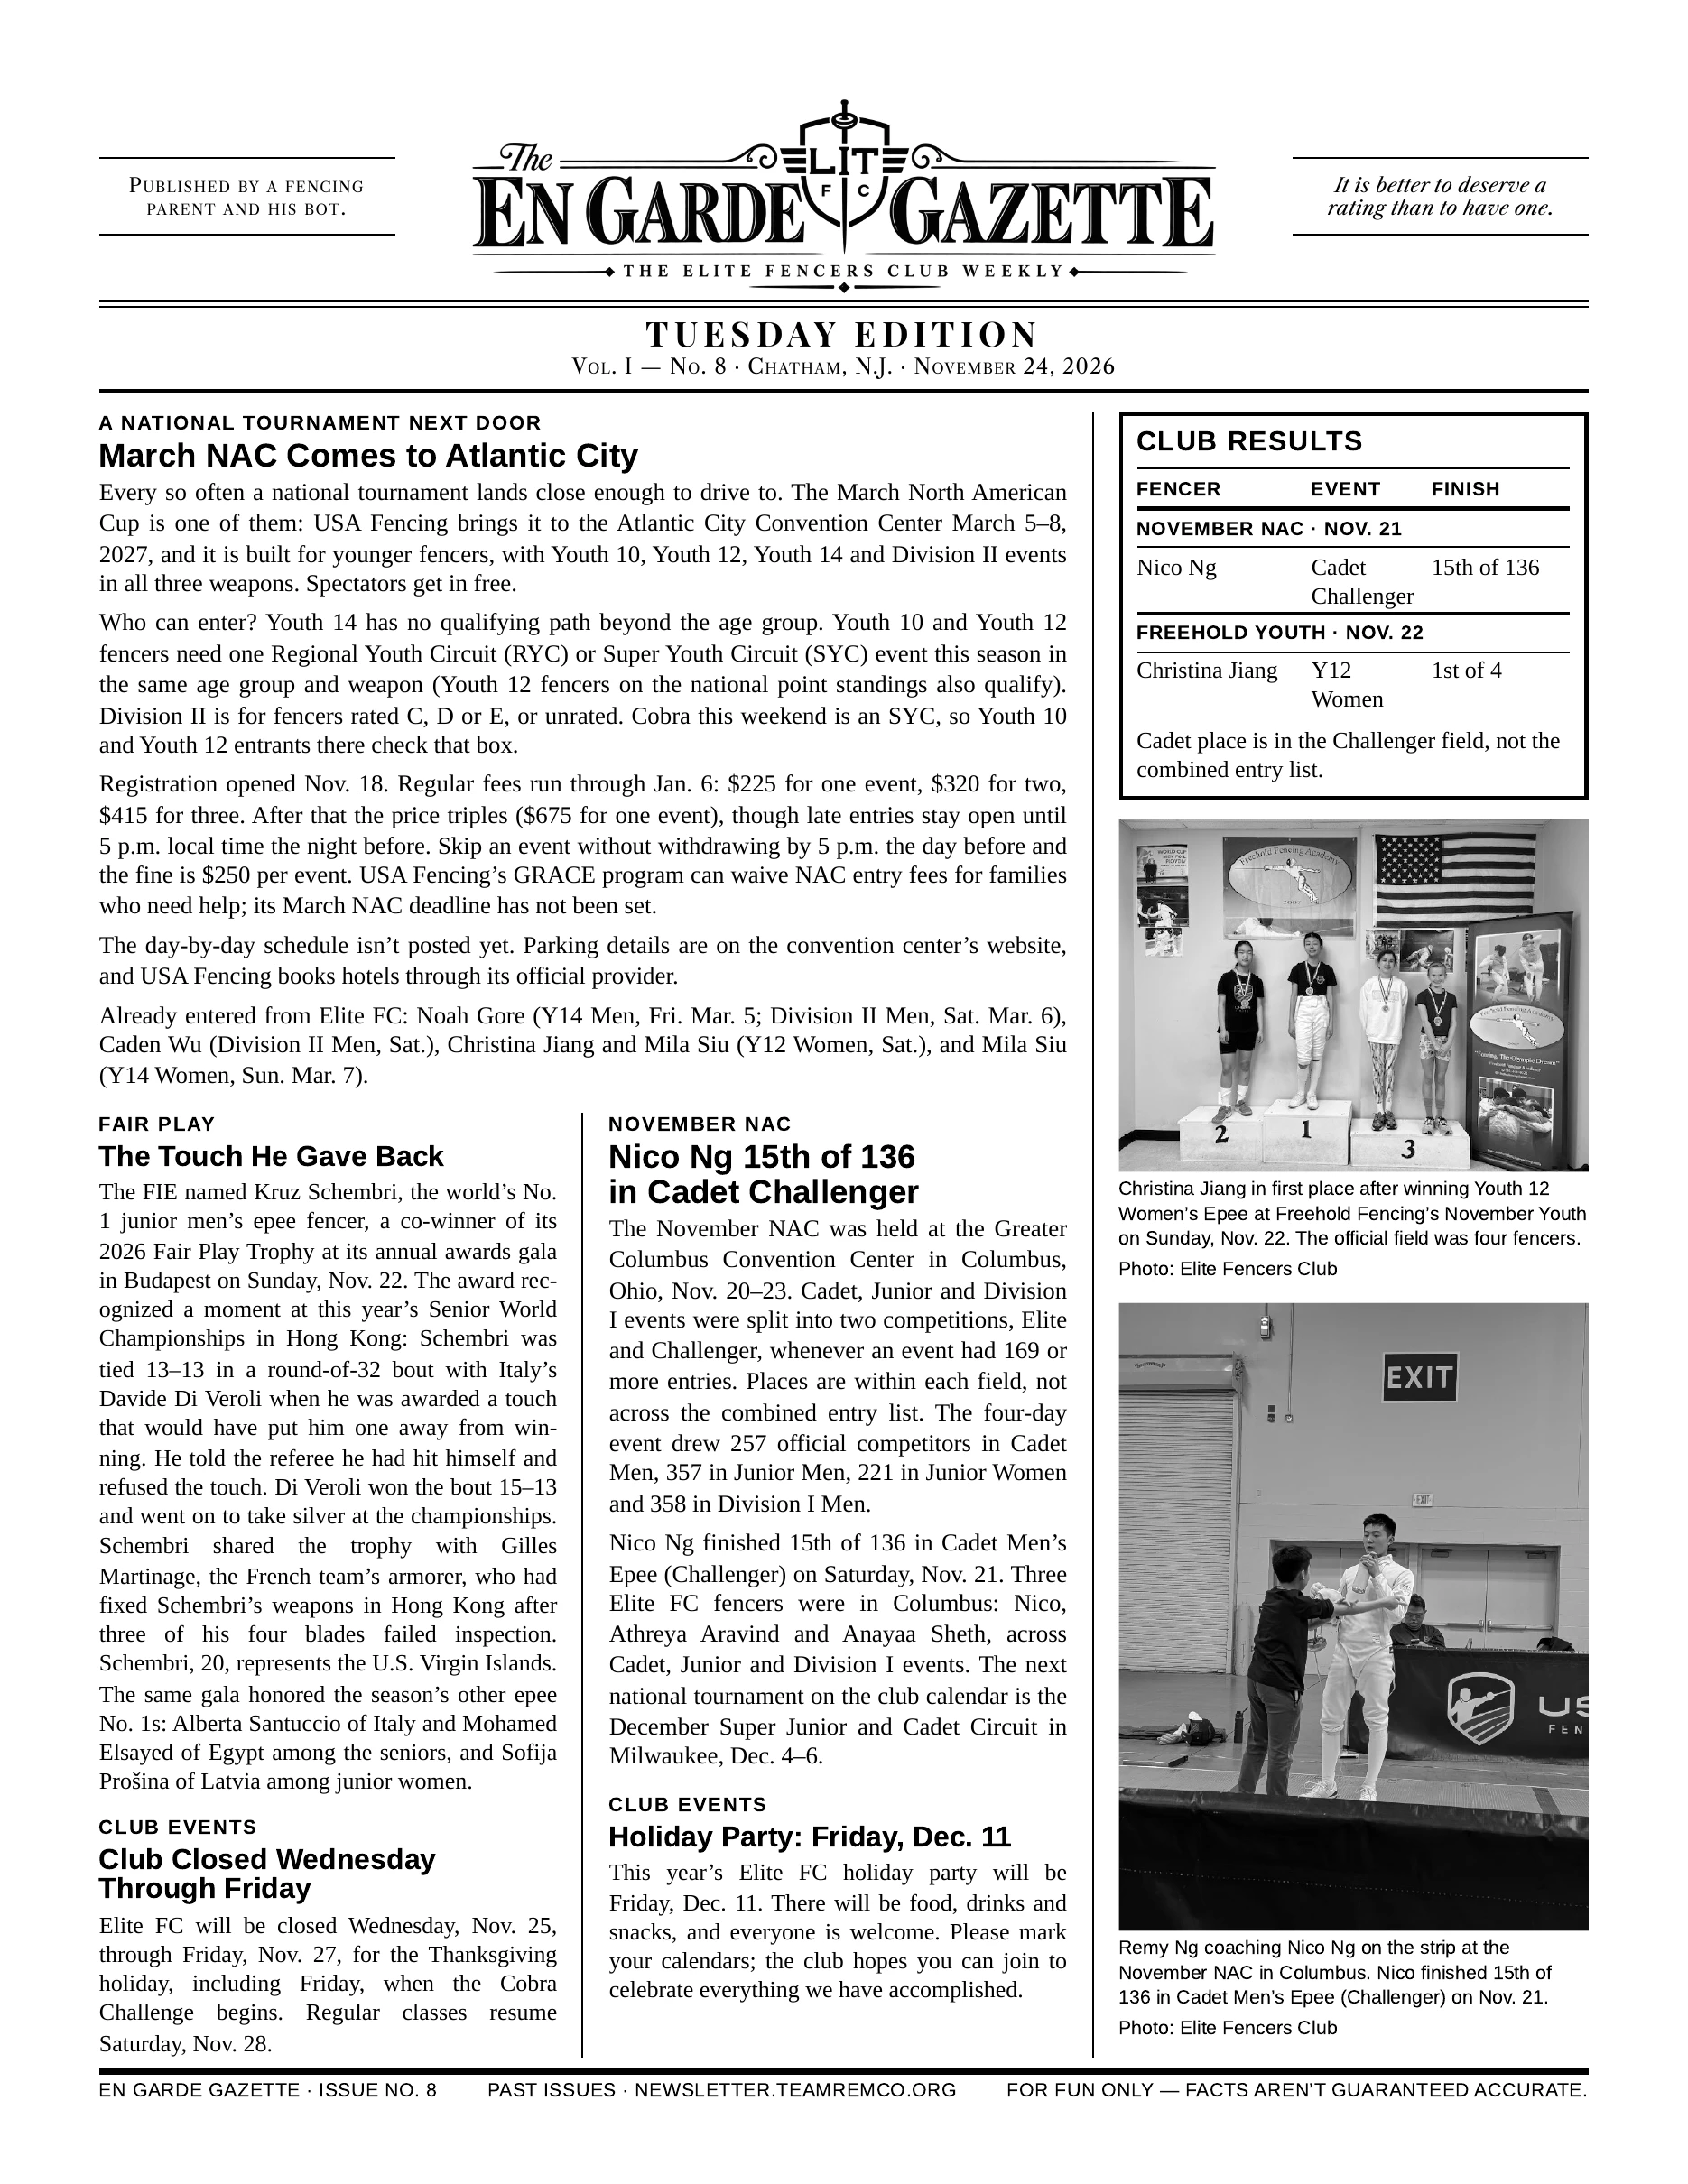 PUBLISHED BY A FENCING
PARENT AND HIS BOT.
The
LIT
F C
EN GARDE GAZETTE
THE ELITE FENCERS CLUB WEEKLY
It is better to deserve a
rating than to have one.
TUESDAY EDITION
VOL. I — NO. 8 · CHATHAM, N.J. · NOVEMBER 24, 2026
A NATIONAL TOURNAMENT NEXT DOOR
March NAC Comes to Atlantic City
Every so often a national tournament lands close enough to drive to. The March North American
Cup is one of them: USA Fencing brings it to the Atlantic City Convention Center March 5–8,
2027, and it is built for younger fencers, with Youth 10, Youth 12, Youth 14 and Division II events
in all three weapons. Spectators get in free.
Who can enter? Youth 14 has no qualifying path beyond the age group. Youth 10 and Youth 12
fencers need one Regional Youth Circuit (RYC) or Super Youth Circuit (SYC) event this season in
the same age group and weapon (Youth 12 fencers on the national point standings also qualify).
Division II is for fencers rated C, D or E, or unrated. Cobra this weekend is an SYC, so Youth 10
and Youth 12 entrants there check that box.
Registration opened Nov. 18. Regular fees run through Jan. 6: $225 for one event, $320 for two,
$415 for three. After that the price triples ($675 for one event), though late entries stay open until
5 p.m. local time the night before. Skip an event without withdrawing by 5 p.m. the day before and
the fine is $250 per event. USA Fencing’s GRACE program can waive NAC entry fees for families
who need help; its March NAC deadline has not been set.
The day-by-day schedule isn’t posted yet. Parking details are on the convention center’s website,
and USA Fencing books hotels through its official provider.
Already entered from Elite FC: Noah Gore (Y14 Men, Fri. Mar. 5; Division II Men, Sat. Mar. 6),
Caden Wu (Division II Men, Sat.), Christina Jiang and Mila Siu (Y12 Women, Sat.), and Mila Siu
(Y14 Women, Sun. Mar. 7).
FAIR PLAY
The Touch He Gave Back
The FIE named Kruz Schembri, the world’s No.
1 junior men’s epee fencer, a co-winner of its
2026 Fair Play Trophy at its annual awards gala
in Budapest on Sunday, Nov. 22. The award rec-
ognized a moment at this year’s Senior World
Championships in Hong Kong: Schembri was
tied 13–13 in a round-of-32 bout with Italy’s
Davide Di Veroli when he was awarded a touch
that would have put him one away from win-
ning. He told the referee he had hit himself and
refused the touch. Di Veroli won the bout 15–13
and went on to take silver at the championships.
Schembri shared the trophy with Gilles
Martinage, the French team’s armorer, who had
fixed Schembri’s weapons in Hong Kong after
three of his four blades failed inspection.
Schembri, 20, represents the U.S. Virgin Islands.
The same gala honored the season’s other epee
No. 1s: Alberta Santuccio of Italy and Mohamed
Elsayed of Egypt among the seniors, and Sofija
Prošina of Latvia among junior women.
CLUB EVENTS
Club Closed Wednesday
Through Friday
Elite FC will be closed Wednesday, Nov. 25,
through Friday, Nov. 27, for the Thanksgiving
holiday, including Friday, when the Cobra
Challenge begins. Regular classes resume
Saturday, Nov. 28.
NOVEMBER NAC
Nico Ng 15th of 136
in Cadet Challenger
The November NAC was held at the Greater
Columbus Convention Center in Columbus,
Ohio, Nov. 20–23. Cadet, Junior and Division
I events were split into two competitions, Elite
and Challenger, whenever an event had 169 or
more entries. Places are within each field, not
across the combined entry list. The four-day
event drew 257 official competitors in Cadet
Men, 357 in Junior Men, 221 in Junior Women
and 358 in Division I Men.
Nico Ng finished 15th of 136 in Cadet Men’s
Epee (Challenger) on Saturday, Nov. 21. Three
Elite FC fencers were in Columbus: Nico,
Athreya Aravind and Anayaa Sheth, across
Cadet, Junior and Division I events. The next
national tournament on the club calendar is the
December Super Junior and Cadet Circuit in
Milwaukee, Dec. 4–6.
CLUB EVENTS
Holiday Party: Friday, Dec. 11
This year’s Elite FC holiday party will be
Friday, Dec. 11. There will be food, drinks and
snacks, and everyone is welcome. Please mark
your calendars; the club hopes you can join to
celebrate everything we have accomplished.
CLUB RESULTS
FENCER EVENT FINISH
NOVEMBER NAC · NOV. 21
Nico Ng Cadet 15th of 136
Challenger
FREEHOLD YOUTH · NOV. 22
Christina Jiang Y12 1st of 4
Women
Cadet place is in the Challenger field, not the
combined entry list.
WORLD CUP
Freehold Fencing Academy
Freehold Fencing Academy
"Fencing, The Olympic Dream"
2 1 3
Christina Jiang in first place after winning Youth 12
Women’s Epee at Freehold Fencing’s November Youth
on Sunday, Nov. 22. The official field was four fencers.
Photo: Elite Fencers Club
EXIT
EXIT
US
FEN
Remy Ng coaching Nico Ng on the strip at the
November NAC in Columbus. Nico finished 15th of
136 in Cadet Men’s Epee (Challenger) on Nov. 21.
Photo: Elite Fencers Club
EN GARDE GAZETTE · ISSUE NO. 8
PAST ISSUES · NEWSLETTER.TEAMREMCO.ORG
FOR FUN ONLY — FACTS AREN’T GUARANTEED ACCURATE.